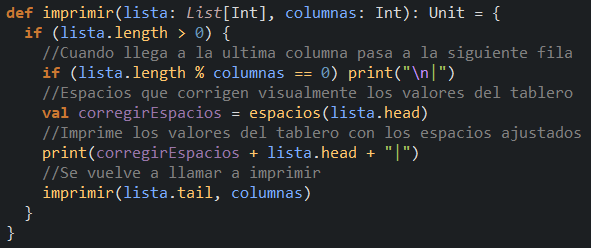 def imprimir(lista: List[Int], columnas: Int): Unit = {
  if (lista.length > 0) {
    //Cuando llega a la ultima columna pasa a la siguiente fila
    if (lista.length % columnas == 0) print("\n|")
    //Espacios que corrigen visualmente los valores del tablero
    val corregirEspacios = espacios(lista.head)
    //Imprime los valores del tablero con los espacios ajustados
    print(corregirEspacios + lista.head + "|")
    //Se vuelve a llamar a imprimir
    imprimir(lista.tail, columnas)
  }
}